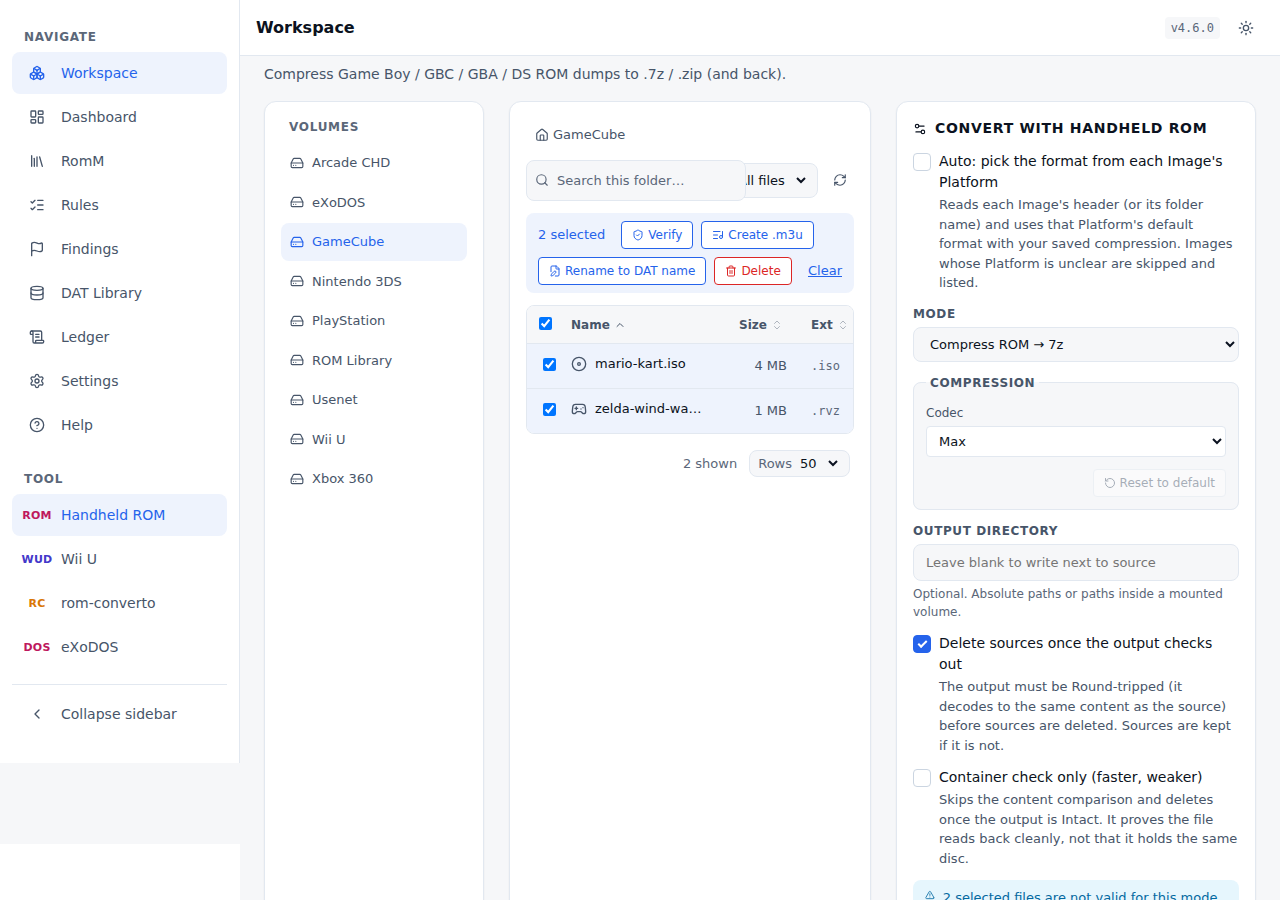 NAVIGATE
Workspace
Dashboard
RomM
Rules
Findings
DAT Library
Ledger
Settings
Help
TOOL
ROM Handheld ROM
WUD Wii U
RC rom-converto
DOS eXoDOS
Collapse sidebar
Workspace
v4.6.0
Compress Game Boy / GBC / GBA / DS ROM dumps to .7z / .zip (and back).
VOLUMES
Arcade CHD
eXoDOS
GameCube
Nintendo 3DS
PlayStation
ROM Library
Usenet
Wii U
Xbox 360
GameCube
Search this folder…
ll files
2 selected Verify Create .m3u
Rename to DAT name Delete Clear
Name Size Ext
mario-kart.iso 4 MB .iso
zelda-wind-wa… 1 MB .rvz
2 shown Rows 50
CONVERT WITH HANDHELD ROM
Auto: pick the format from each Image's
Platform
Reads each Image's header (or its folder
name) and uses that Platform's default
format with your saved compression. Images
whose Platform is unclear are skipped and
listed.
MODE
Compress ROM → 7z
COMPRESSION
Codec
Max
Reset to default
OUTPUT DIRECTORY
Leave blank to write next to source
Optional. Absolute paths or paths inside a mounted
volume.
Delete sources once the output checks
out
The output must be Round-tripped (it
decodes to the same content as the source)
before sources are deleted. Sources are kept
if it is not.
Container check only (faster, weaker)
Skips the content comparison and deletes
once the output is Intact. It proves the file
reads back cleanly, not that it holds the same
disc.
2 selected files are not valid for this mode